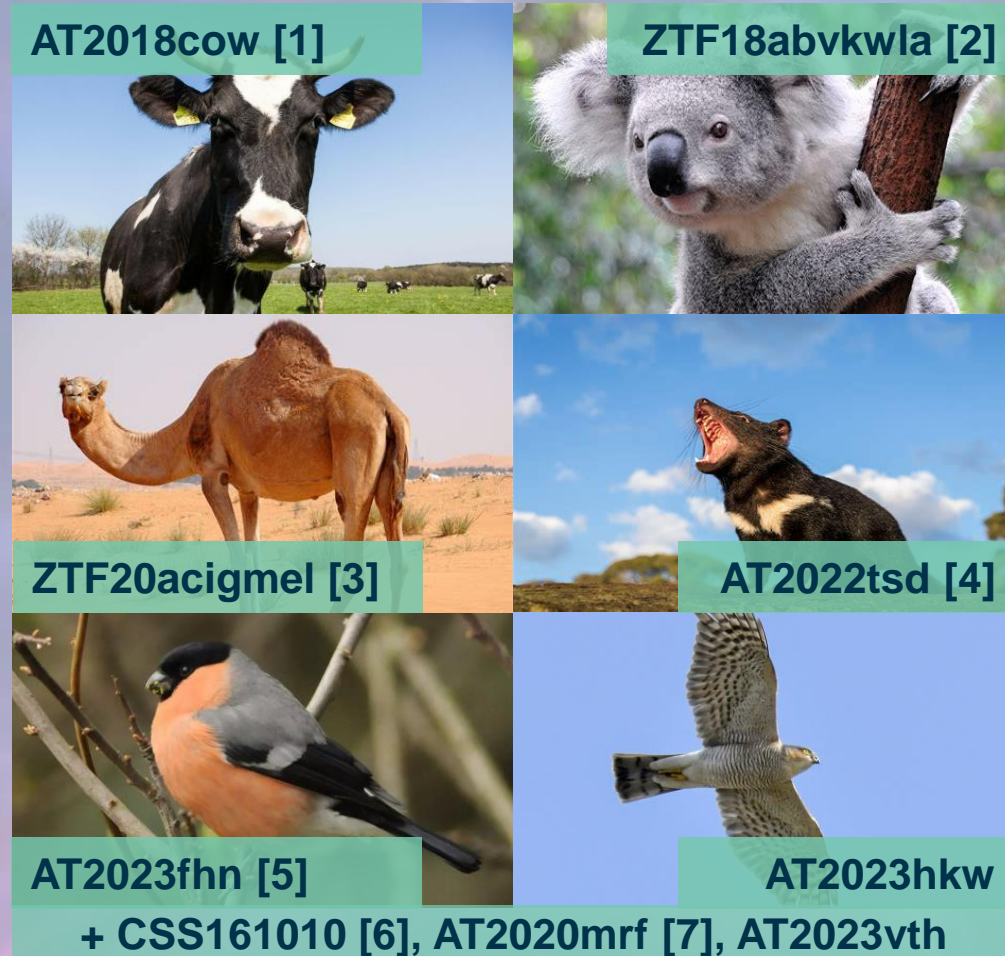 AT2018cow [1]
ZTF18abvkwla [2]
ZTF20acigmel [3]
AT2022tsd [4]
AT2023fhn [5]
AT2023hkw
+ CSS161010 [6], AT2020mrf [7], AT2023vth